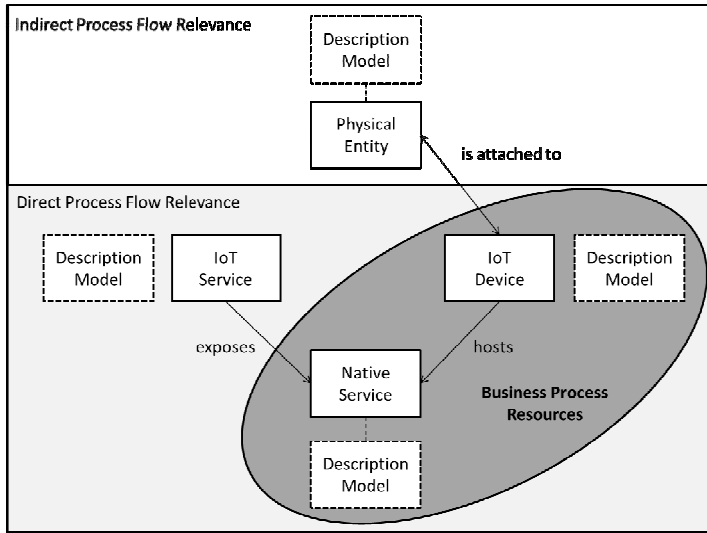 Indirect Process Flow Relevance
Description
Model
Physical
Entity
is attached to
Direct Process Flow Relevance
Description
Model
IoT
Service
IoT
Device
Description
Model
exposes
hosts
Native
Service
Business Process
Resources
Description
Model